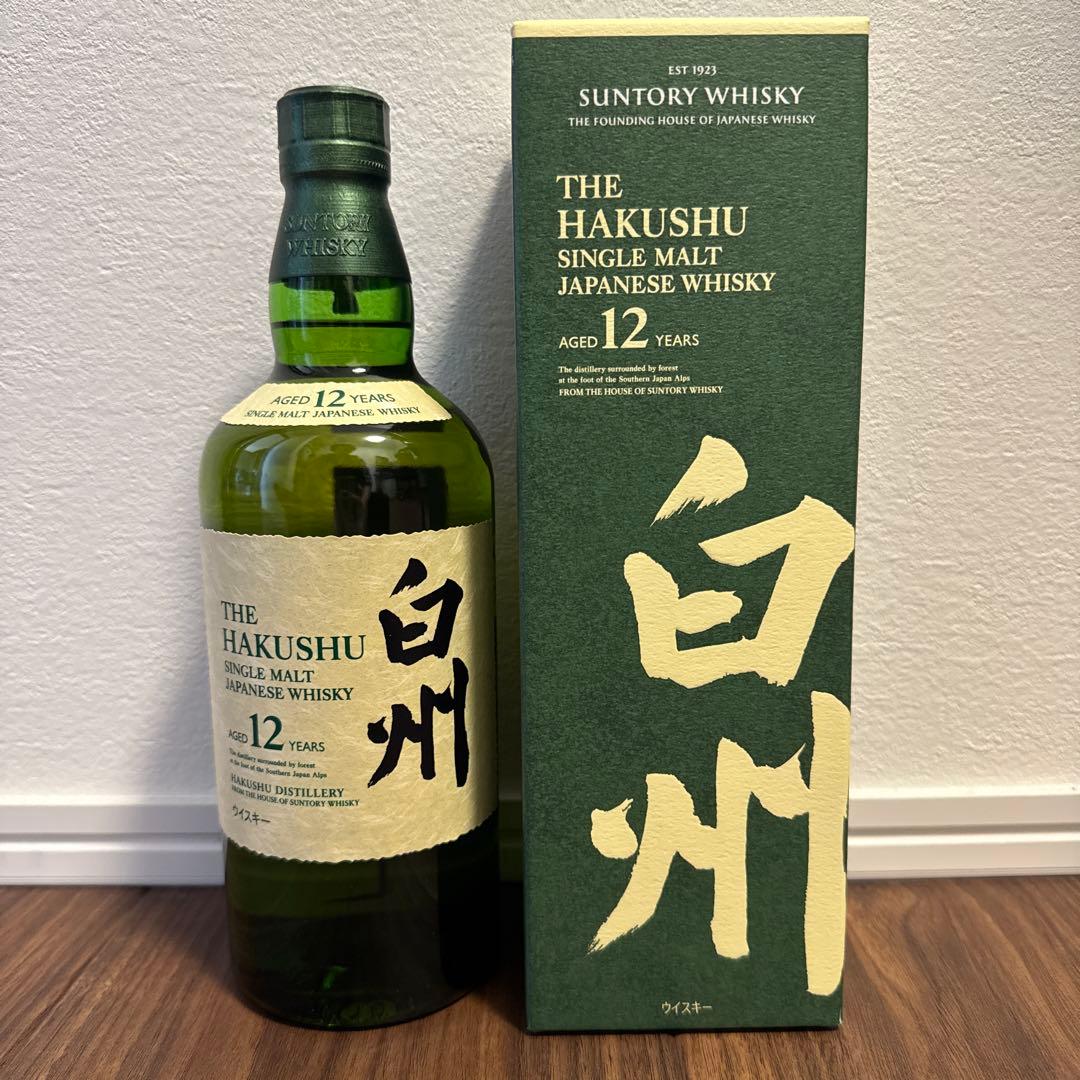 SUNTORY
WHISKY
AGED 12 YEARS
SINGLE MALT JAPANESE WHISKY
THE
HAKUSHU
SINGLE MALT
JAPANESE WHISKY
AGED 12 YEARS
The distillery surrounded by forest
at the foot of the Southern Japan Alps
HAKUSHU DISTILLERY
FROM THE HOUSE OF SUNTORY WHISKY
ウイスキー
白州
EST 1923
SUNTORY WHISKY
THE FOUNDING HOUSE OF JAPANESE WHISKY
THE
HAKUSHU
SINGLE MALT
JAPANESE WHISKY
AGED 12 YEARS
The distillery surrounded by forest
at the foot of the Southern Japan Alps
FROM THE HOUSE OF SUNTORY WHISKY
白州
ウイスキー